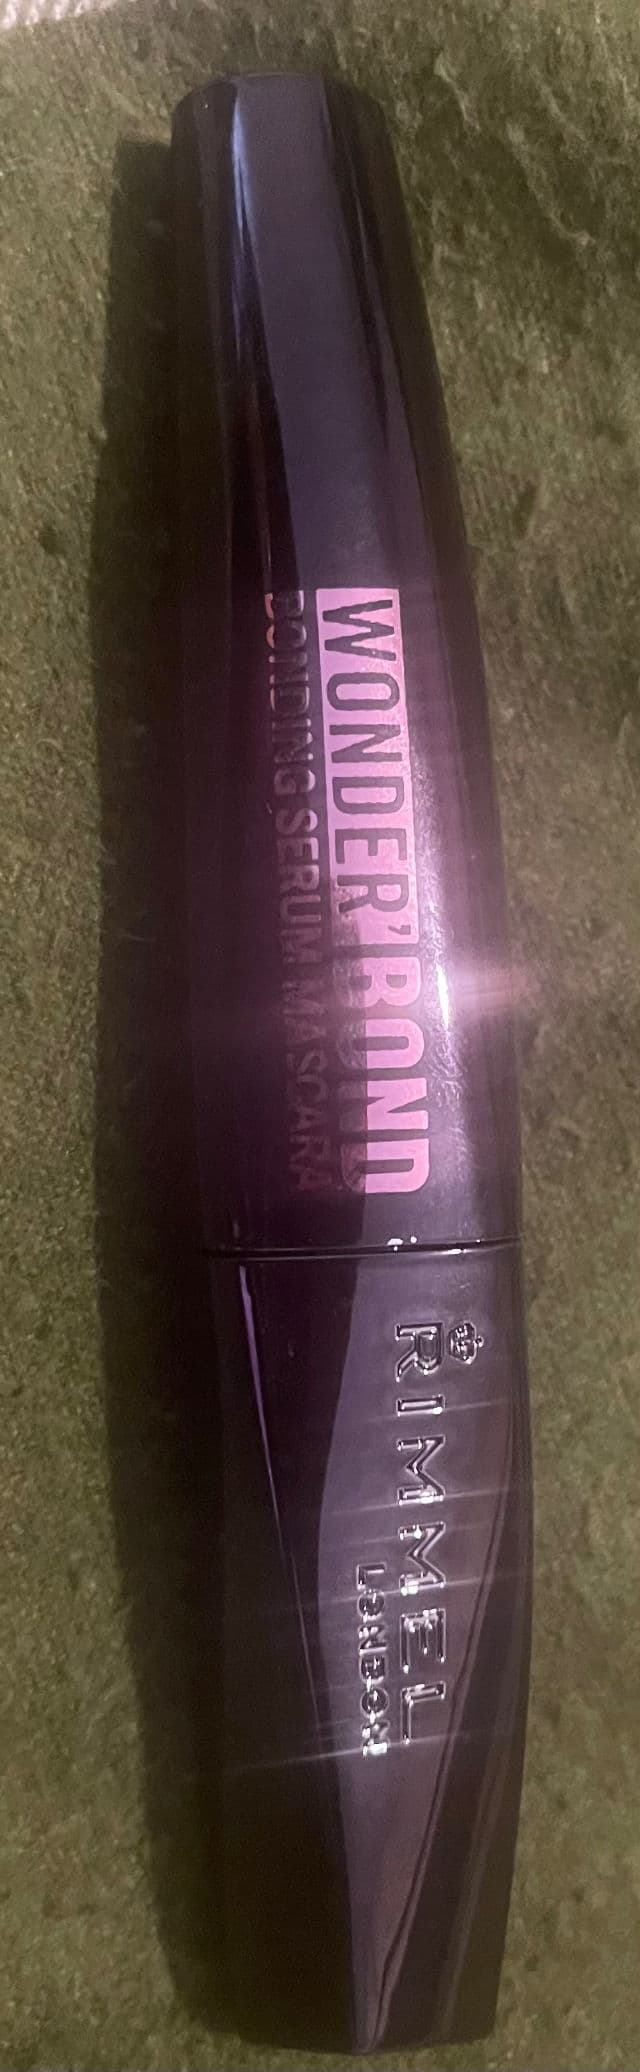 WONDER'BOND
BONDING SERUM MASCARA
RIMMEL
LONDON